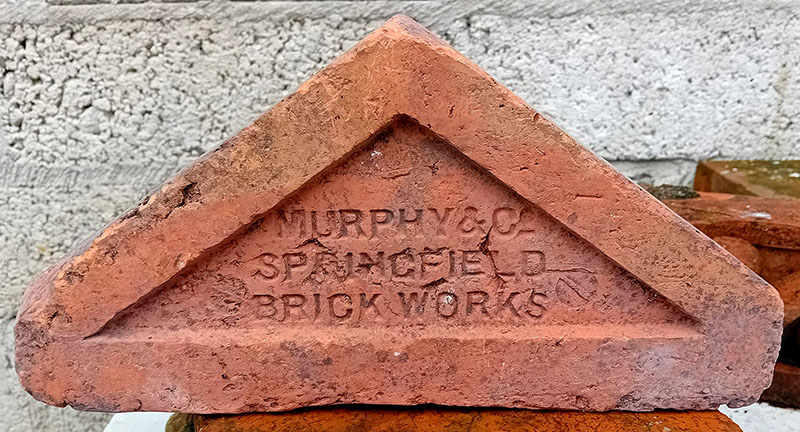 MURPHY & CO.
SPRINGFIELD
BRICK WORKS